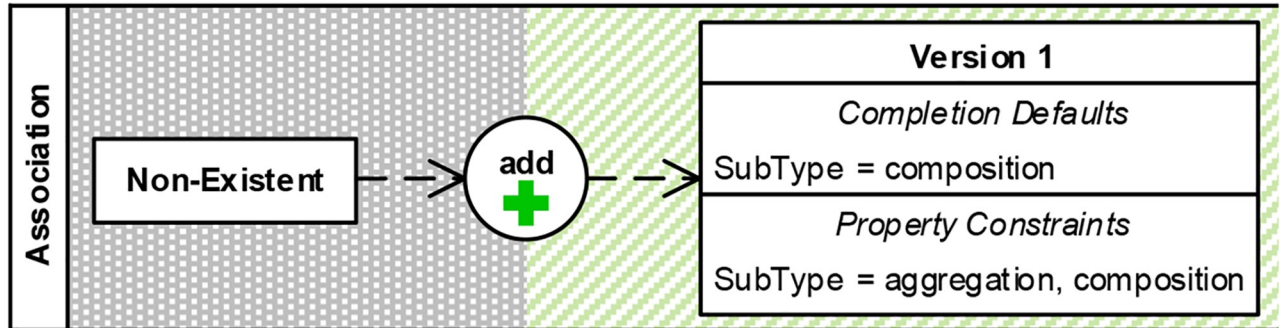 Association
Non-Existent
add
Version 1
Completion Defaults
SubType = composition
Property Constraints
SubType = aggregation, composition